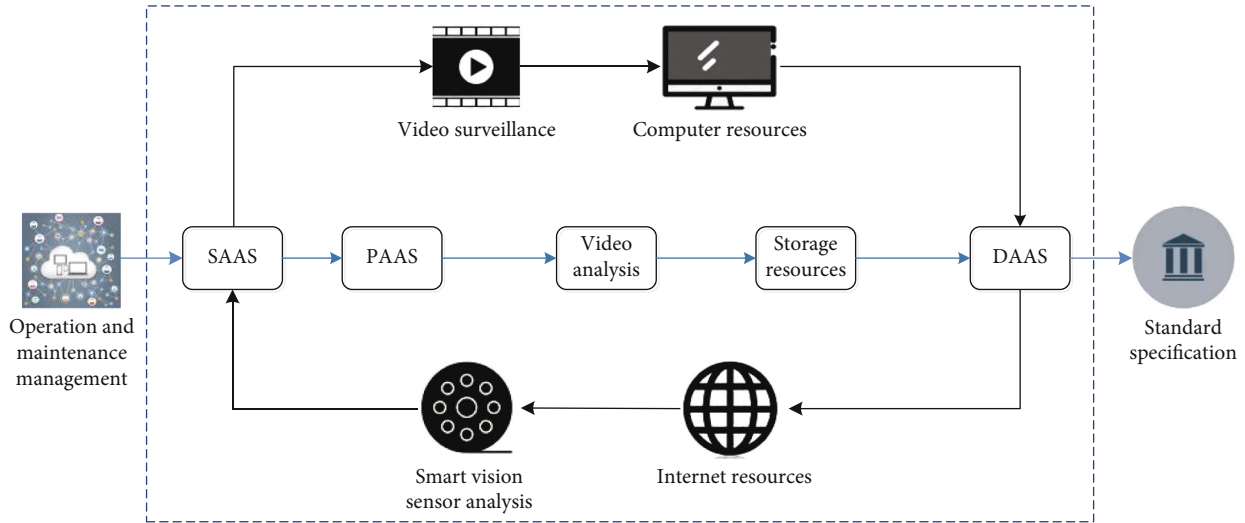 Video surveillance
Computer resources
Operation and
maintenance
management
SAAS
PAAS
Video
analysis
Storage
resources
DAAS
Standard
specification
Smart vision
sensor analysis
Internet resources